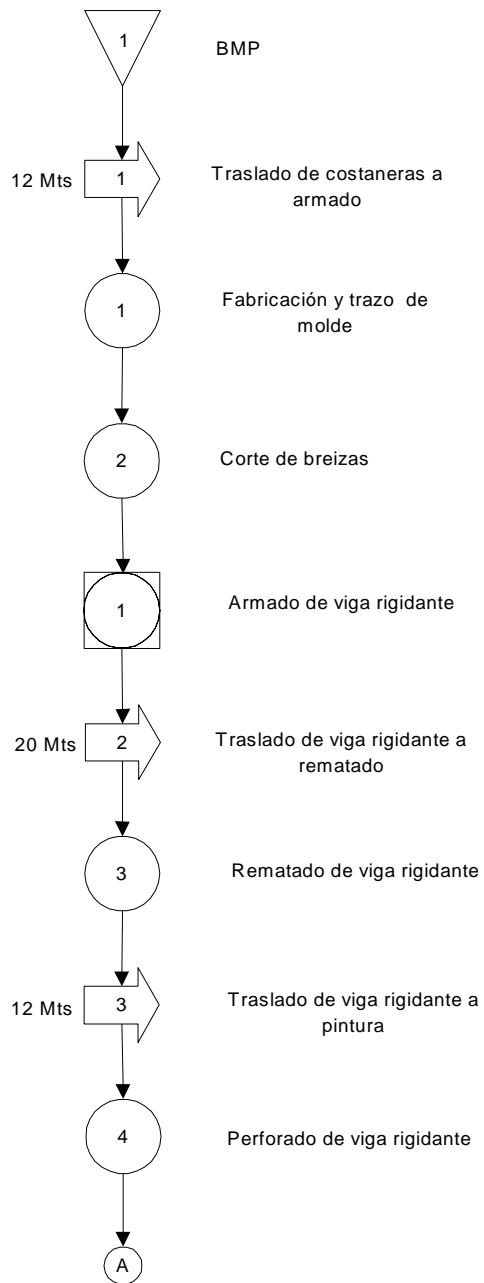 1
BMP
12 Mts
1
Traslado de costaneras a
armado
1
Fabricación y trazo de
molde
2
Corte de breizas
1
Armado de viga rigidante
20 Mts
2
Traslado de viga rigidante a
rematado
3
Rematado de viga rigidante
12 Mts
3
Traslado de viga rigidante a
pintura
4
Perforado de viga rigidante
A